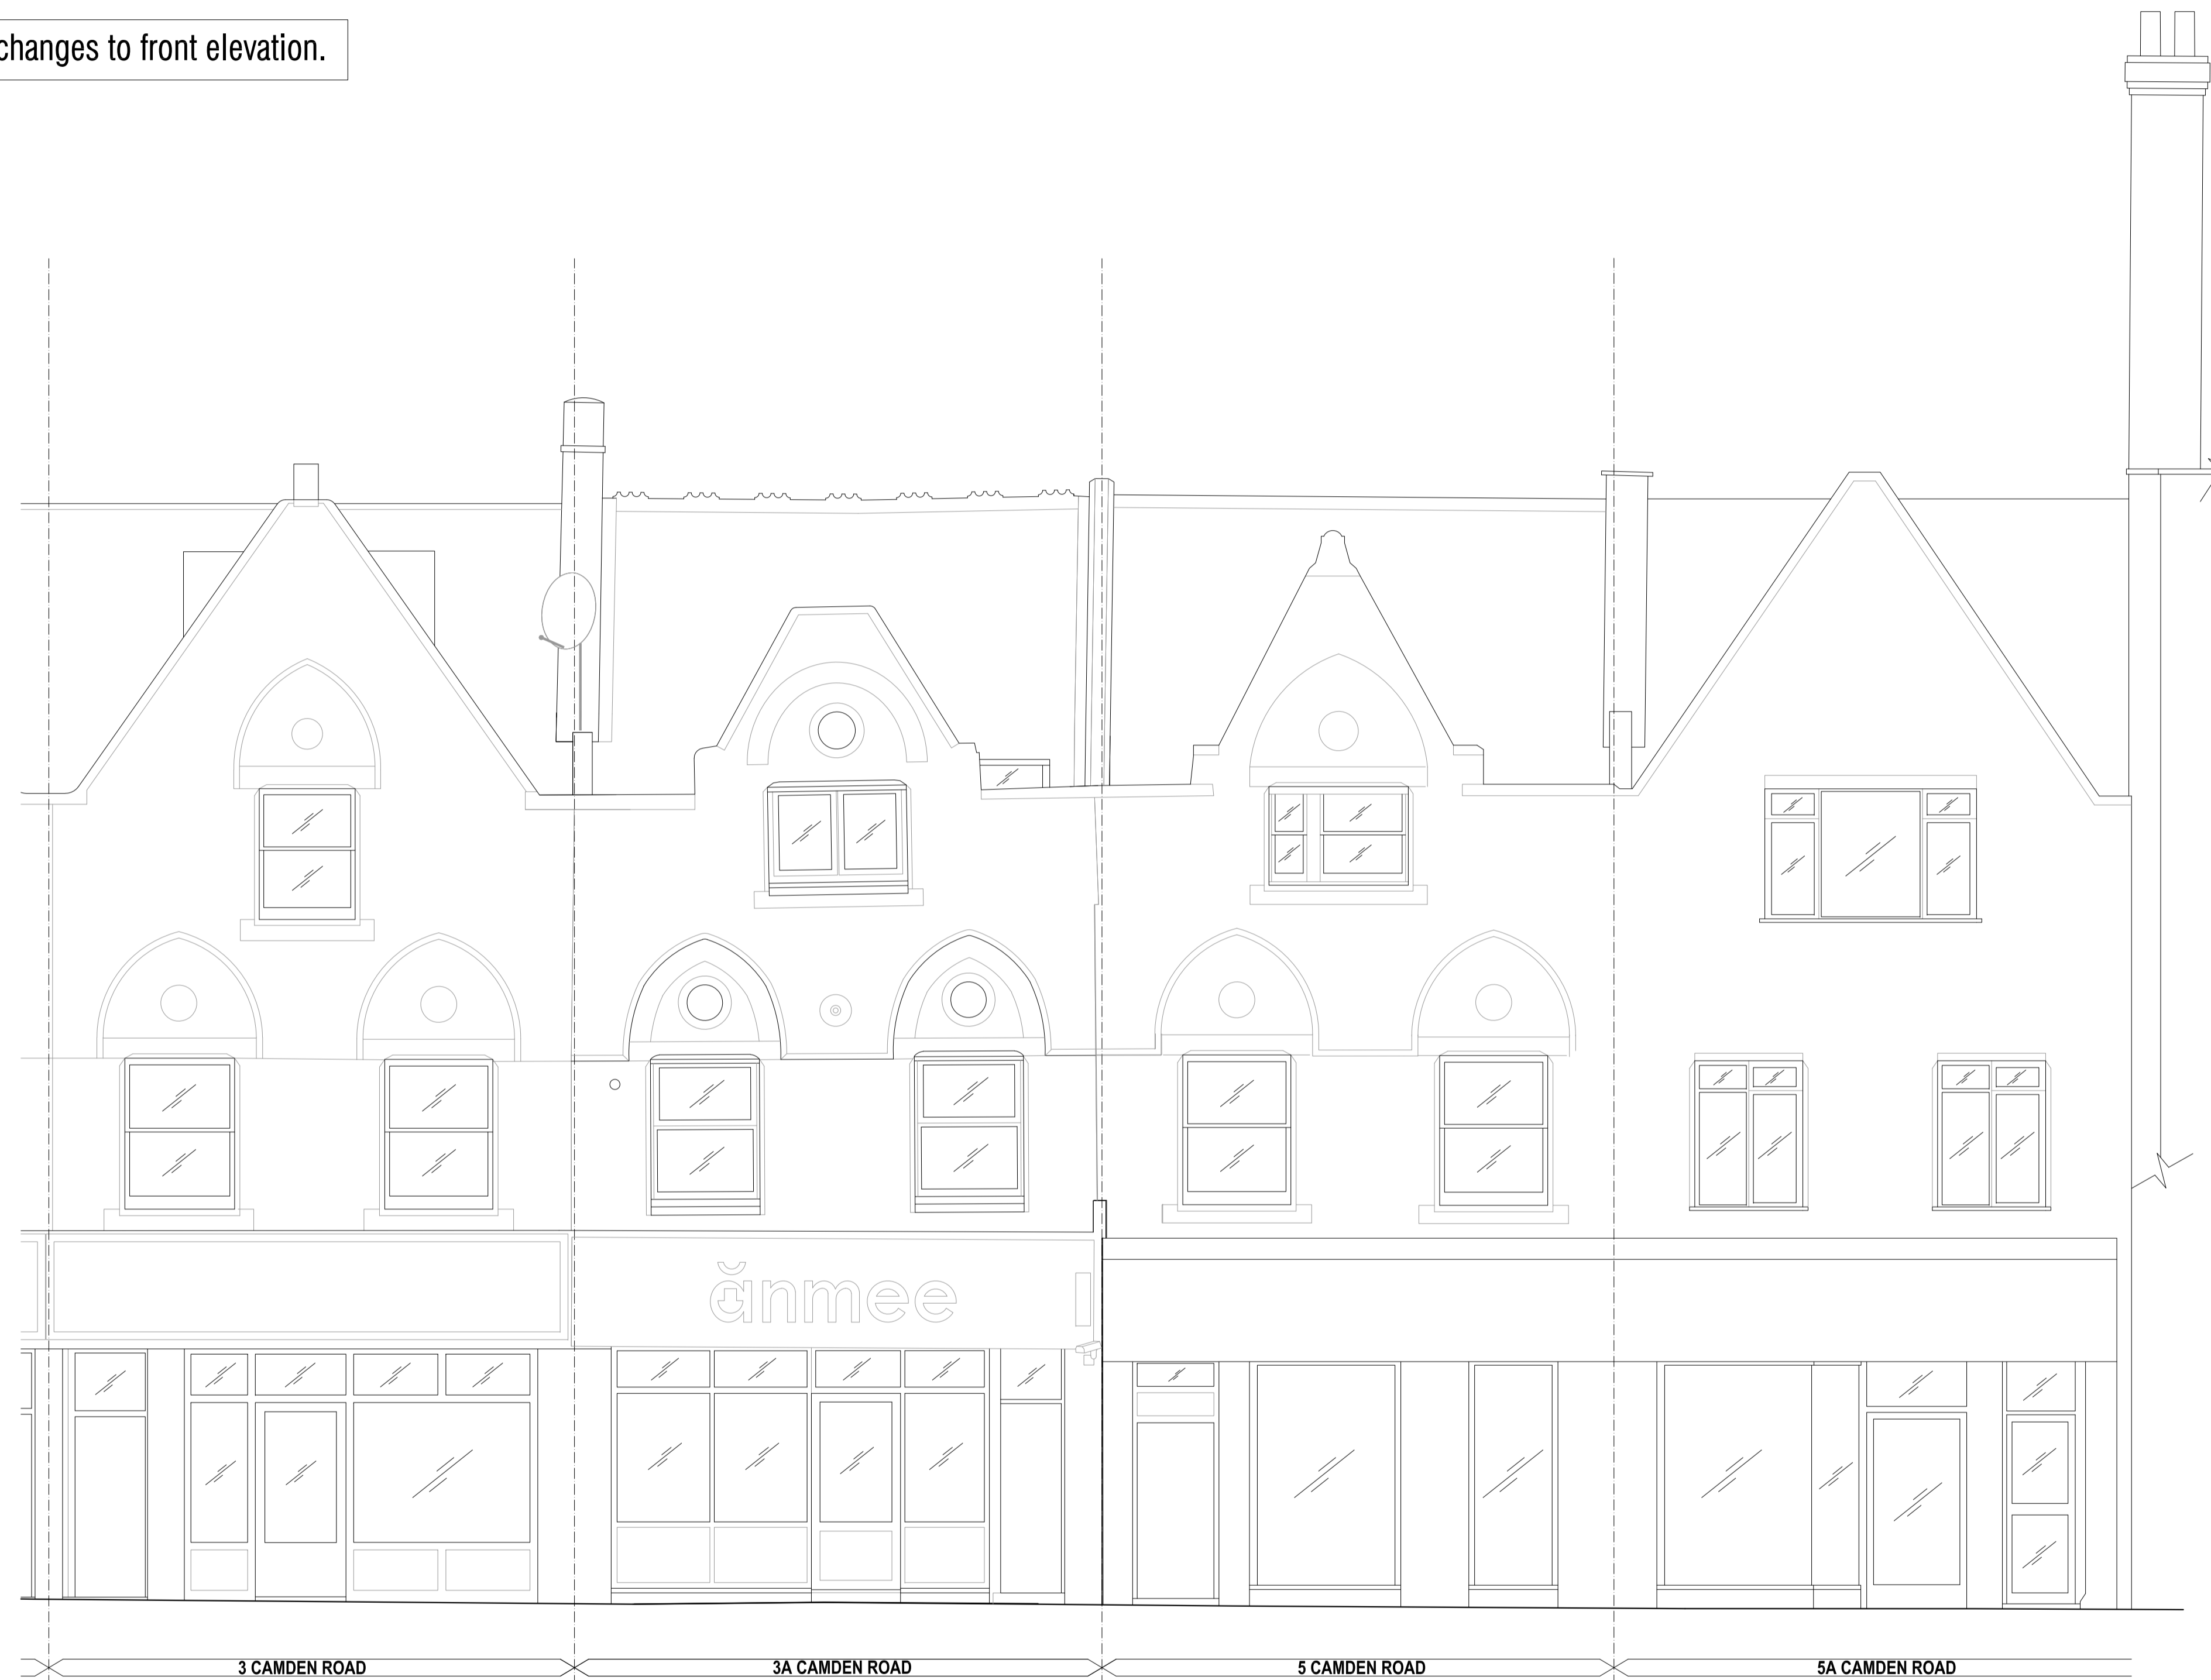 changes to front elevation.
ănmee
3 CAMDEN ROAD
3A CAMDEN ROAD
5 CAMDEN ROAD
5A CAMDEN ROAD